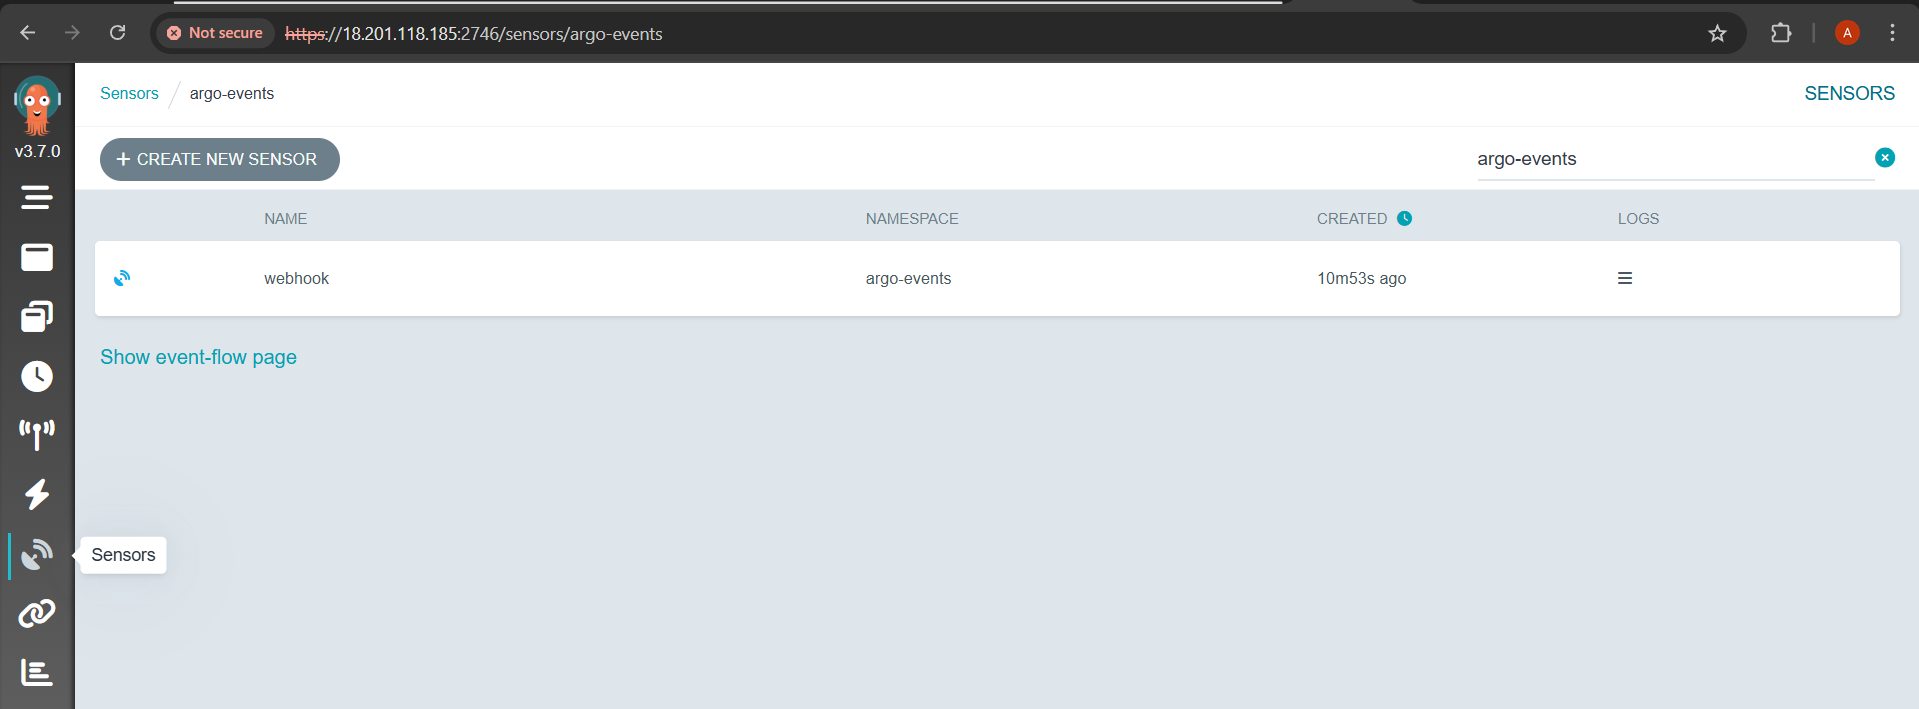 Not secure https://18.201.118.185:2746/sensors/argo-events A
v3.7.0
Sensors argo-events SENSORS
+ CREATE NEW SENSOR argo-events
NAME NAMESPACE CREATED LOGS
webhook argo-events 10m53s ago
Show event-flow page
Sensors